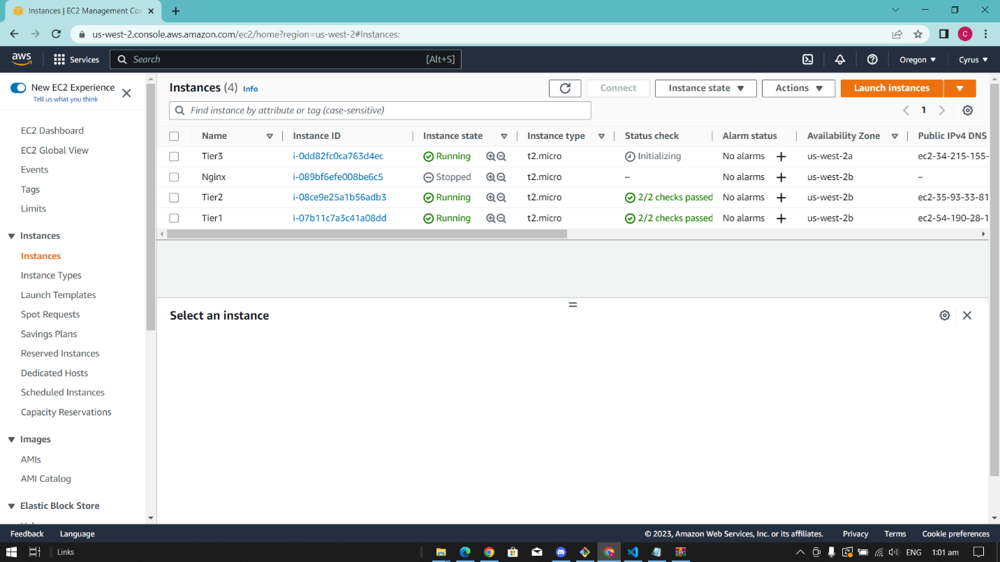 Instances | EC2 Management Con
us-west-2.console.aws.amazon.com/ec2/home?region=us-west-2#Instances:
C
aws
Services
Search
[Alt+S]
Oregon
Cyrus
New EC2 Experience
Tell us what you think
EC2 Dashboard
EC2 Global View
Events
Tags
Limits
Instances
Instances
Instance Types
Launch Templates
Spot Requests
Savings Plans
Reserved Instances
Dedicated Hosts
Scheduled Instances
Capacity Reservations
Images
AMIs
AMI Catalog
Elastic Block Store
Instances (4) Info
Connect
Instance state
Actions
Launch instances
Find instance by attribute or tag (case-sensitive)
1
Name Instance ID Instance state Instance type Status check Alarm status Availability Zone Public IPv4 DNS
Tier3 i-0dd82fc0ca763d4ec Running t2.micro Initializing No alarms us-west-2a ec2-34-215-155-
Nginx i-089bf6efe008be6c5 Stopped t2.micro – No alarms us-west-2b –
Tier2 i-08ce9e25a1b56adb3 Running t2.micro 2/2 checks passed No alarms us-west-2b ec2-35-93-33-81
Tier1 i-07b11c7a3c41a08dd Running t2.micro 2/2 checks passed No alarms us-west-2b ec2-54-190-28-1
Select an instance
Feedback
Language
© 2023, Amazon Web Services, Inc. or its affiliates.
Privacy
Terms
Cookie preferences
Links
ENG
1:01 am